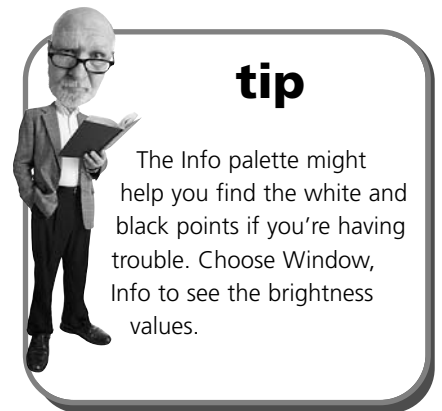 tip
The Info palette might
help you find the white and
black points if you're having
trouble. Choose Window,
Info to see the brightness
values.